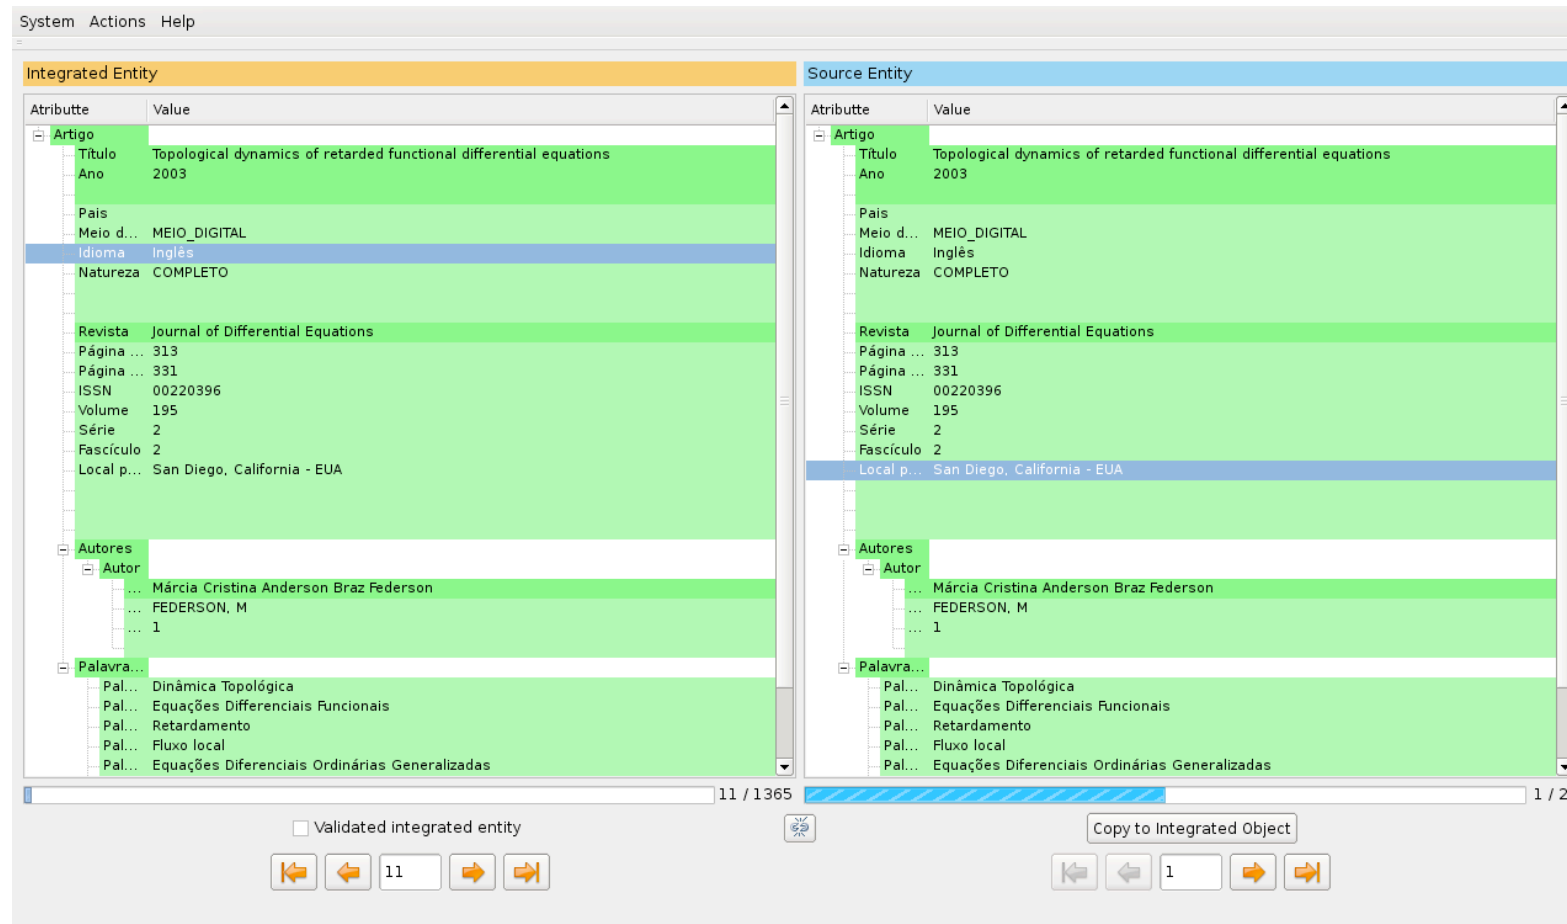 System Actions Help
Integrated Entity
Atributte Value
Artigo
Título Topological dynamics of retarded functional differential equations
Ano 2003
Pais
Meio d... MEIO_DIGITAL
Idioma Inglês
Natureza COMPLETO
Revista Journal of Differential Equations
Página ... 313
Página ... 331
ISSN 00220396
Volume 195
Série 2
Fascículo 2
Local p... San Diego, California - EUA
Autores
Autor
... Márcia Cristina Anderson Braz Federson
... FEDERSON, M
... 1
Palavra...
Pal... Dinâmica Topológica
Pal... Equações Differenciais Funcionais
Pal... Retardamento
Pal... Fluxo local
Pal... Equações Diferenciais Ordinárias Generalizadas
11 / 1365
Validated integrated entity
11
Source Entity
Atributte Value
Artigo
Título Topological dynamics of retarded functional differential equations
Ano 2003
Pais
Meio d... MEIO_DIGITAL
Idioma Inglês
Natureza COMPLETO
Revista Journal of Differential Equations
Página ... 313
Página ... 331
ISSN 00220396
Volume 195
Série 2
Fascículo 2
Local p... San Diego, California - EUA
Autores
Autor
... Márcia Cristina Anderson Braz Federson
... FEDERSON, M
... 1
Palavra...
Pal... Dinâmica Topológica
Pal... Equações Differenciais Funcionais
Pal... Retardamento
Pal... Fluxo local
Pal... Equações Diferenciais Ordinárias Generalizadas
1 / 2
Copy to Integrated Object
1